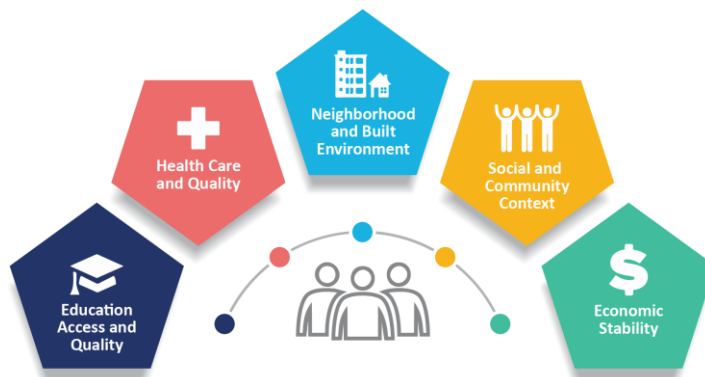 Education
Access and
Quality
Health Care
and Quality
Neighborhood
and Built
Environment
Social and
Community
Context
$
Economic
Stability